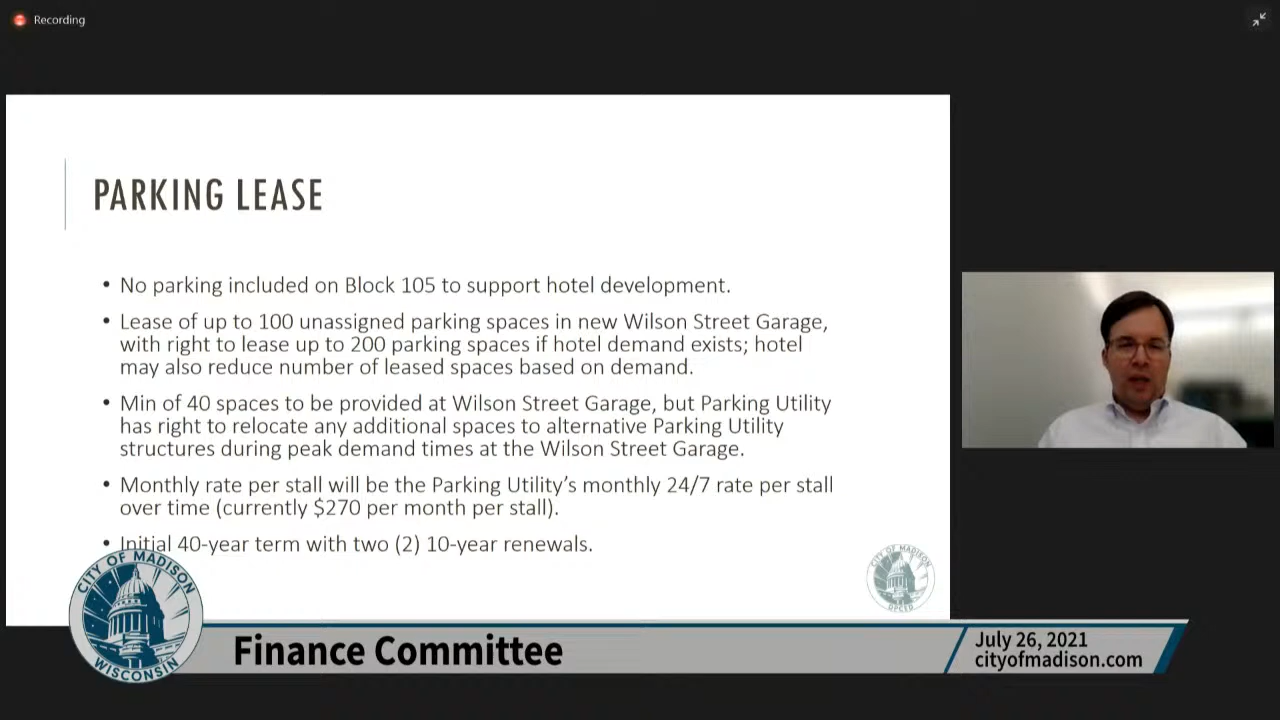 Recording
PARKING LEASE
• No parking included on Block 105 to support hotel development.
• Lease of up to 100 unassigned parking spaces in new Wilson Street Garage,
with right to lease up to 200 parking spaces if hotel demand exists; hotel
may also reduce number of leased spaces based on demand.
• Min of 40 spaces to be provided at Wilson Street Garage, but Parking Utility
has right to relocate any additional spaces to alternative Parking Utility
structures during peak demand times at the Wilson Street Garage.
• Monthly rate per stall will be the Parking Utility’s monthly 24/7 rate per stall
over time (currently $270 per month per stall).
• Initial 40-year term with two (2) 10-year renewals.
CITY OF MADISON
DPCED
CITY OF MADISON
WISCONSIN
Finance Committee
July 26, 2021
cityofmadison.com